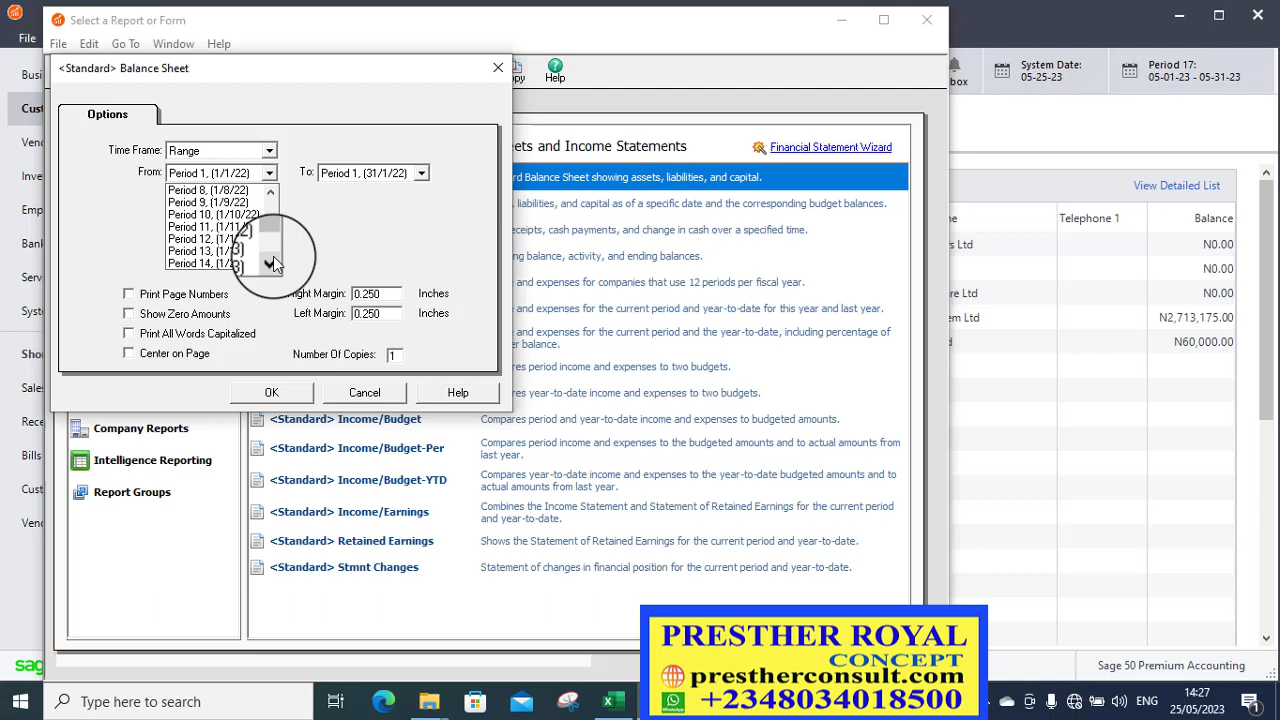 Select a Report or Form
File
File Edit Go To Window Help
<Standard> Balance Sheet
Options
Time Frame: Range
From: Period 1, (1/1/22) To: Period 1, (31/1/22)
Period 8, (1/8/22)
Period 9, (1/9/22)
Period 10, (1/10/22)
Period 11,
Period 12,
Period 13,
Period 14,
Print Page Numbers
Show Zero Amounts
Print All Words Capitalized
Center on Page
Margin: 0.250 Inches
Left Margin: 0.250 Inches
Number Of Copies: 1
OK Cancel Help
Help
System Date:
05-25-23
Period 17:
05-01-23 - 05-31-23
and Income Statements
Financial Statement Wizard
Balance Sheet showing assets, liabilities, and capital.
liabilities, and capital as of a specific date and the corresponding budget balances.
cash payments, and change in cash over a specified time.
balance, activity, and ending balances.
and expenses for companies that use 12 periods per fiscal year.
and expenses for the current period and year-to-date for this year and last year.
and expenses for the current period and the year-to-date, including percentage of
balance.
period income and expenses to two budgets.
income and expenses to two budgets.
<Standard> Income/Budget Compares period and year-to-date income and expenses to budgeted amounts.
<Standard> Income/Budget-Per Compares period income and expenses to the budgeted amounts and to actual amounts from
last year.
<Standard> Income/Budget-YTD Compares year-to-date income and expenses to the year-to-date budgeted amounts and to
actual amounts from last year.
<Standard> Income/Earnings Combines the Income Statement and Statement of Retained Earnings for the current period
and year-to-date.
<Standard> Retained Earnings Shows the Statement of Retained Earnings for the current period and year-to-date.
<Standard> Stmnt Changes Statement of changes in financial position for the current period and year-to-date.
Company Reports
Intelligence Reporting
Report Groups
View Detailed List
Telephone 1 Balance
N0.00
N0.00
N0.00
N2,713,175.00
N60,000.00
PRESTHER ROYAL
CONCEPT
prestherconsult.com
+2348034018500
WhatsApp
sage
Sage 50 Premium Accounting
Type here to search
ENG
14:27
25/05/2023